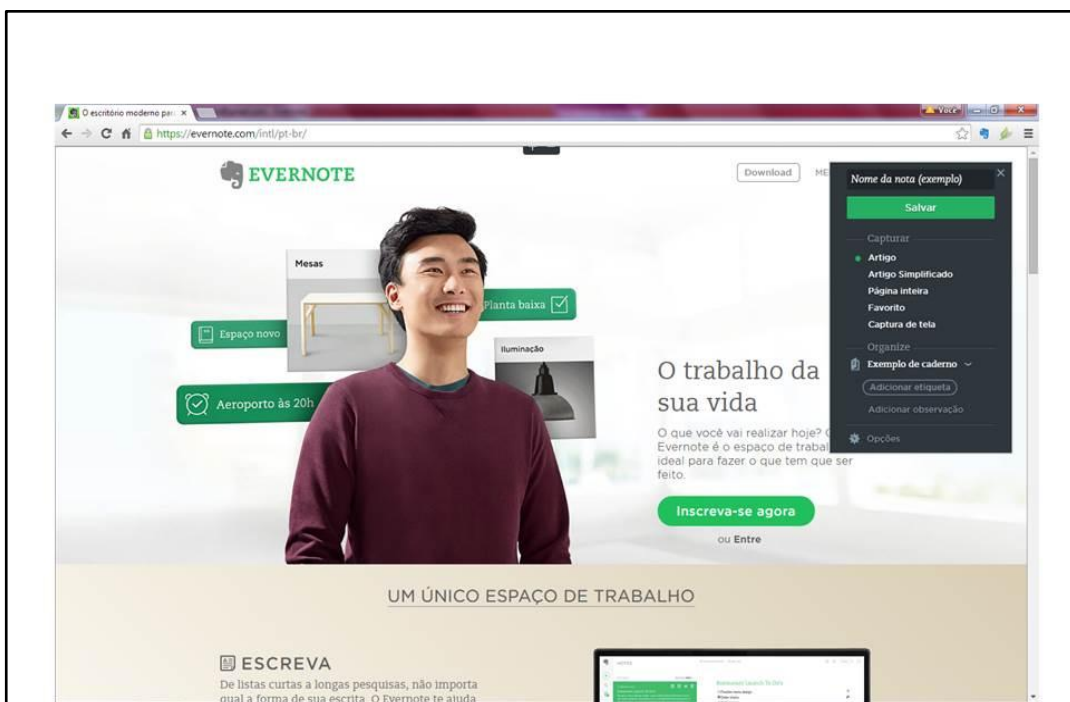 O escritório moderno par
Você
https://evernote.com/intl/pt-br/
EVERNOTE
Download
ME
Nome da nota (exemplo)
Salvar
Capturar
Artigo
Artigo Simplificado
Página inteira
Favorito
Captura de tela
Organize
Exemplo de caderno
Adicionar etiqueta
Adicionar observação
Opções
Mesas
Planta baixa
Espaço novo
Iluminação
Aeroporto às 20h
O trabalho da
sua vida
O que você vai realizar hoje?
Evernote é o espaço de trabal
ideal para fazer o que tem que ser
feito.
Inscreva-se agora
ou Entre
UM ÚNICO ESPAÇO DE TRABALHO
ESCREVA
De listas curtas a longas pesquisas, não importa
qual a forma de sua escrita. O Evernote te ajuda